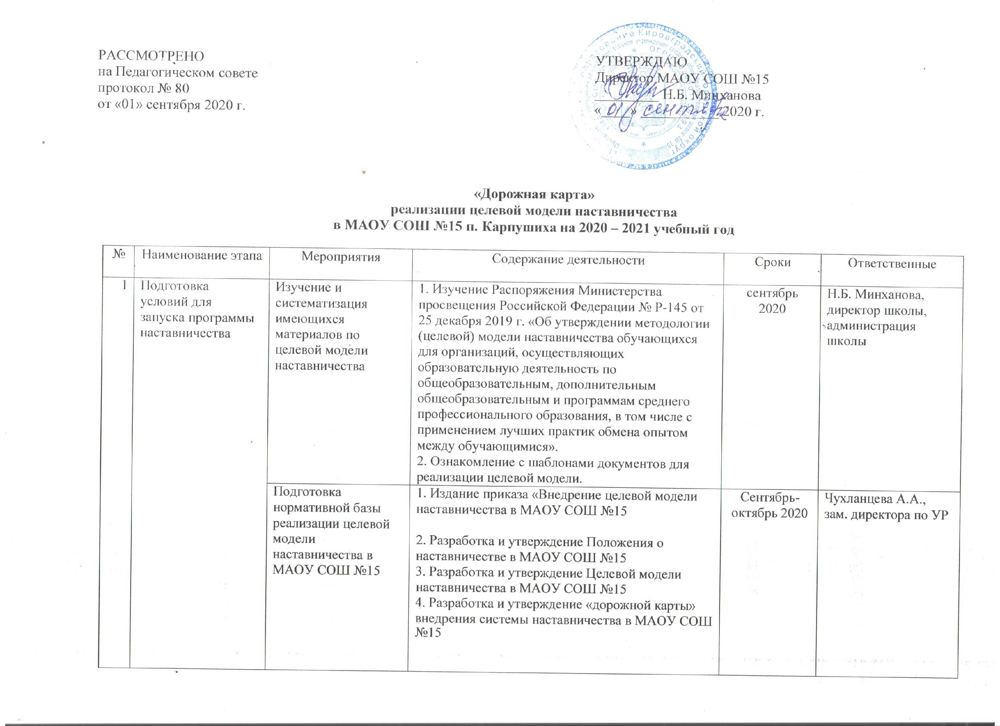 РАССМОТРЕНО
на Педагогическом совете
протокол № 80
от «01» сентября 2020 г.
УТВЕРЖДАЮ
Директор МАОУ СОШ №15
Н.Б. Минханова
« 01 » сентября 2020 г.
«Дорожная карта»
реализации целевой модели наставничества
в МАОУ СОШ №15 п. Карпушиха на 2020 – 2021 учебный год
№ Наименование этапа Мероприятия Содержание деятельности Сроки Ответственные
1
Подготовка
условий для
запуска программы
наставничества
Изучение и
систематизация
имеющихся
материалов по
целевой модели
наставничества
1. Изучение Распоряжения Министерства
просвещения Российской Федерации № Р-145 от
25 декабря 2019 г. «Об утверждении методологии
(целевой) модели наставничества обучающихся
для организаций, осуществляющих
образовательную деятельность по
общеобразовательным, дополнительным
общеобразовательным и программам среднего
профессионального образования, в том числе с
применением лучших практик обмена опытом
между обучающимися».
2. Ознакомление с шаблонами документов для
реализации целевой модели.
сентябрь
2020
Н.Б. Минханова,
директор школы,
администрация
школы
Подготовка
нормативной базы
реализации целевой
модели
наставничества в
МАОУ СОШ №15
1. Издание приказа «Внедрение целевой модели
наставничества в МАОУ СОШ №15
2. Разработка и утверждение Положения о
наставничестве в МАОУ СОШ №15
3. Разработка и утверждение Целевой модели
наставничества в МАОУ СОШ №15
4. Разработка и утверждение «дорожной карты»
внедрения системы наставничества в МАОУ СОШ
№15
Сентябрь-
октябрь 2020
Чухланцева А.А.,
зам. директора по УР